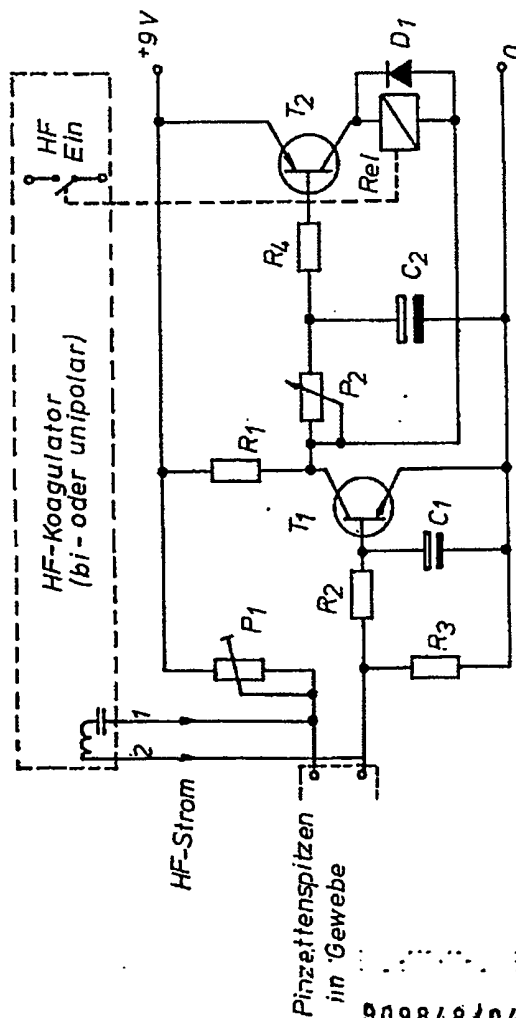 HF-Koagulator
(bi- oder unipolar)
HF
Ein
+9V
1
2
HF-Strom
P1
R1
T2
D1
Rel
R4
P2
C2
T1
R2
C1
R3
Pinzettenspitzen
im Gewebe
0